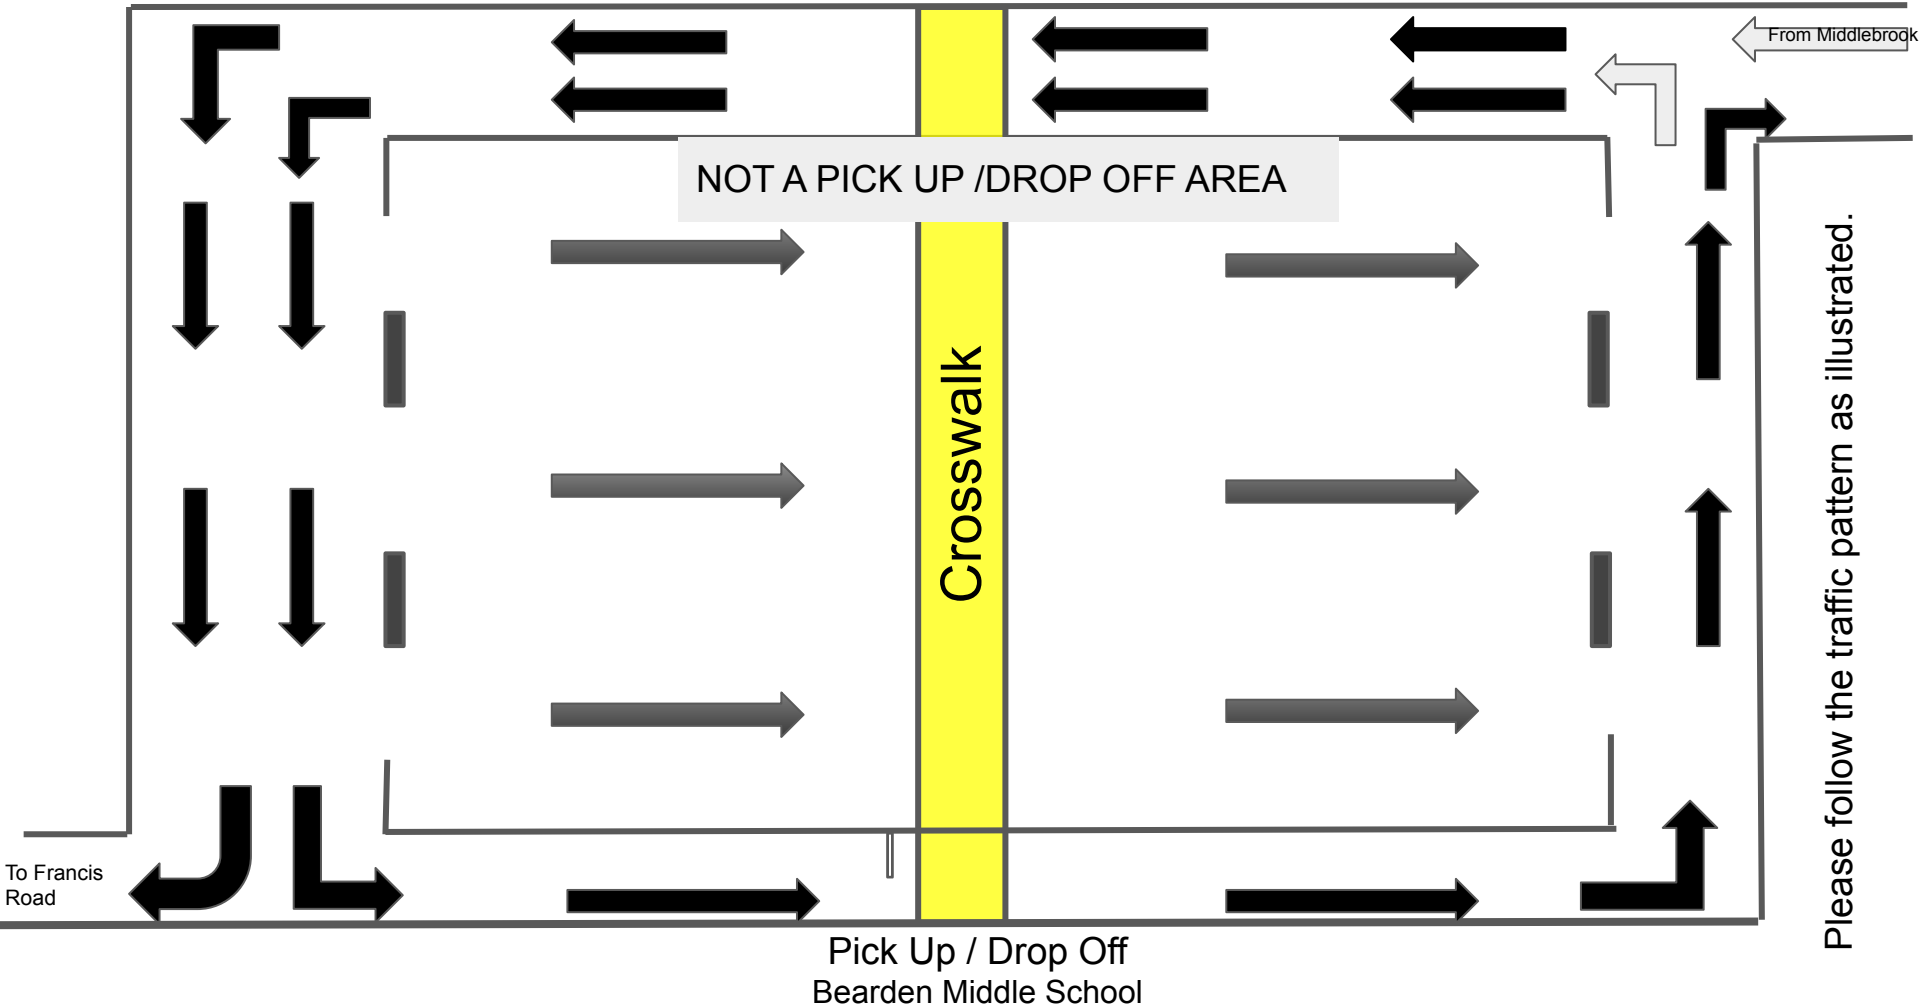 From Middlebrook
NOT A PICK UP /DROP OFF AREA
Crosswalk
Please follow the traffic pattern as illustrated.
To Francis
Road
Pick Up / Drop Off
Bearden Middle School